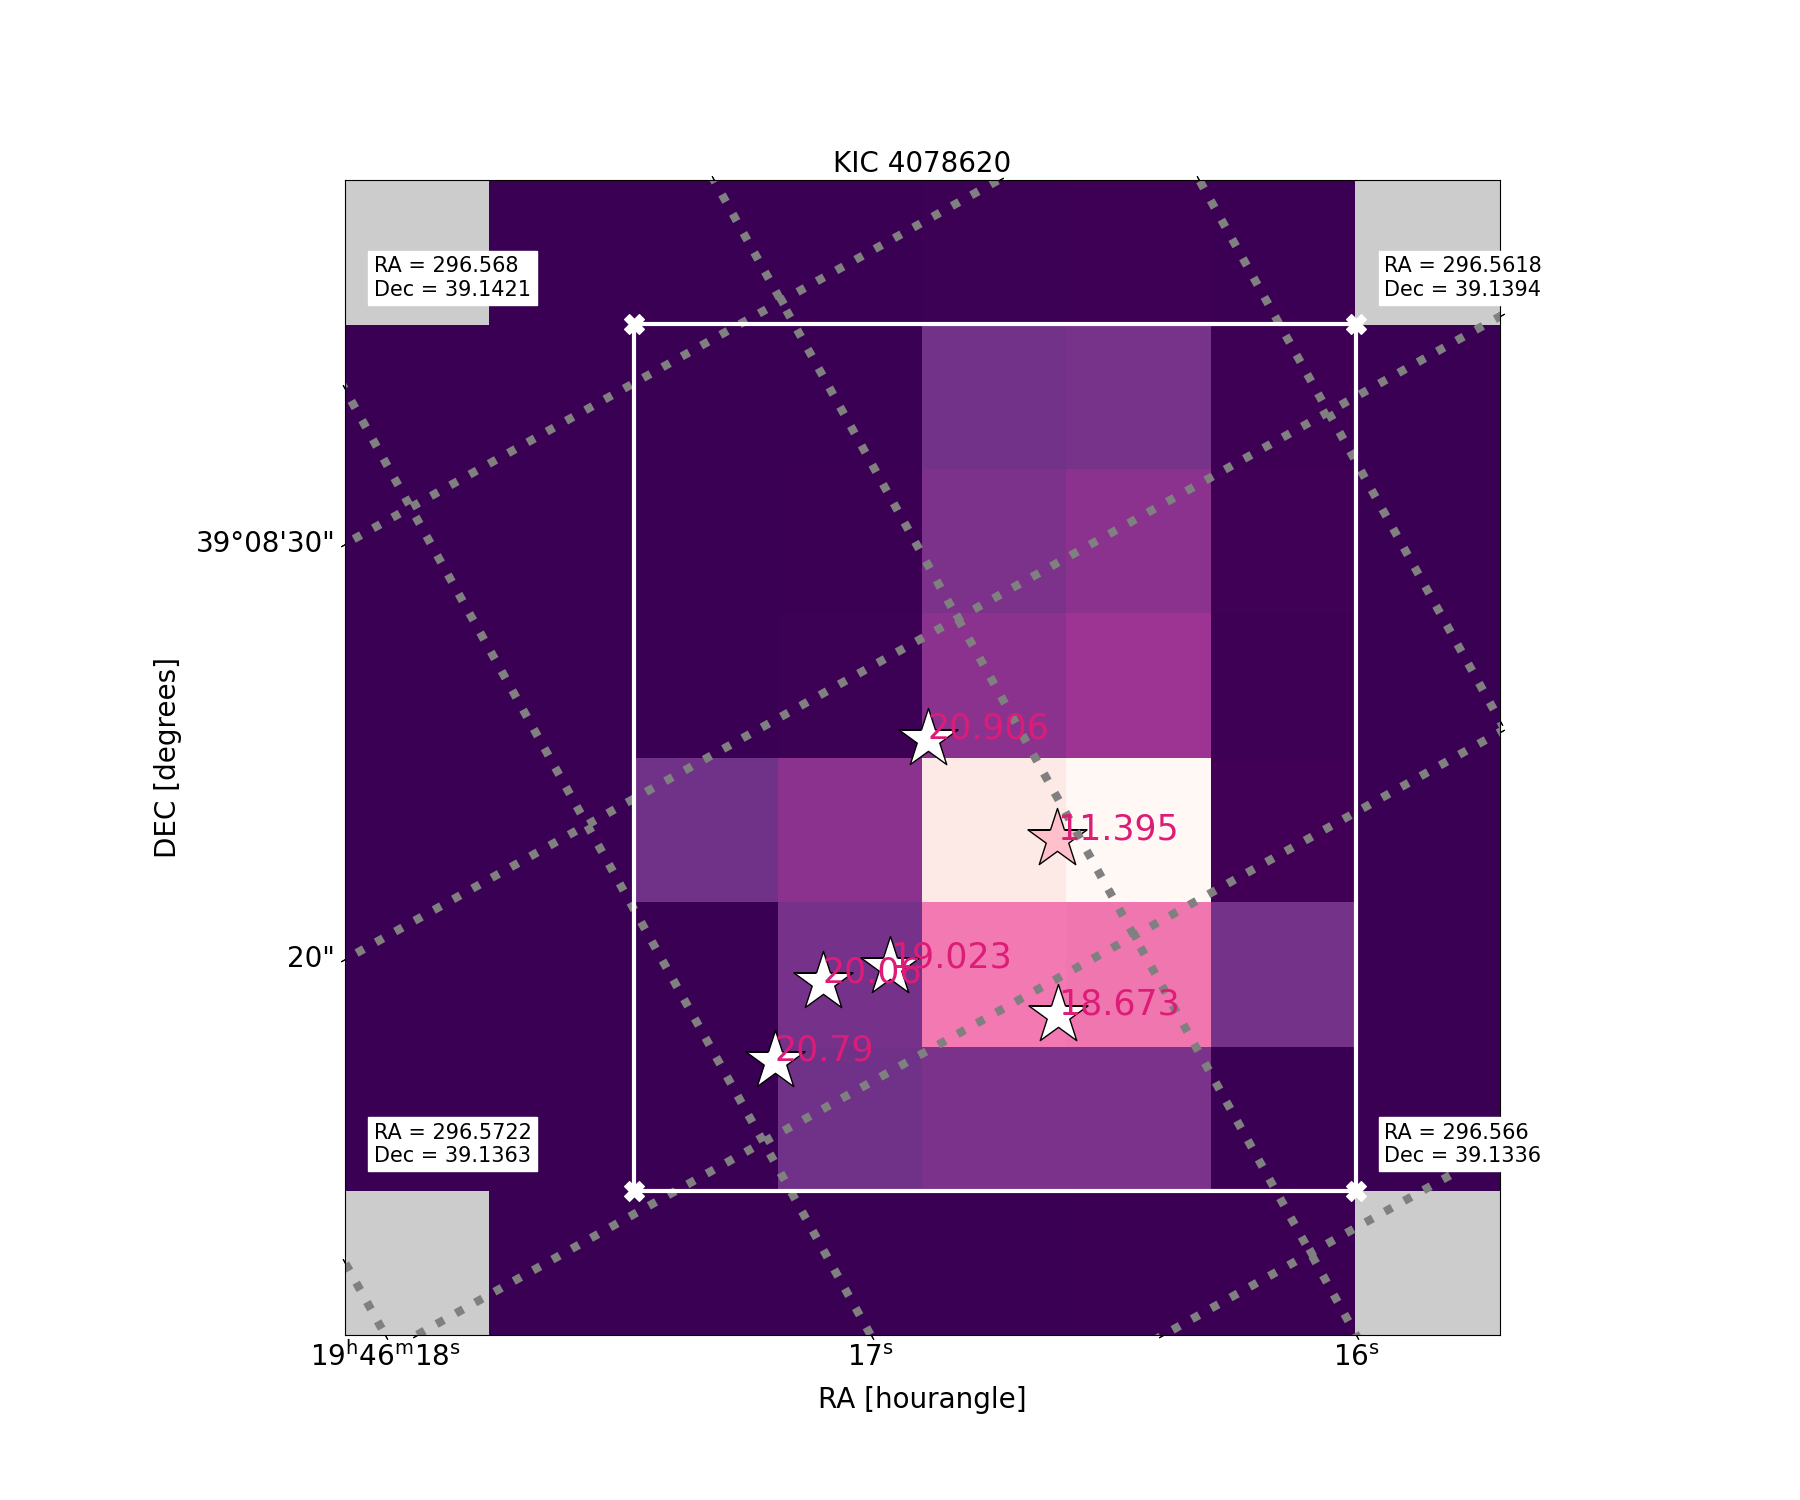 KIC 4078620
RA = 296.568
Dec = 39.1421
RA = 296.5618
Dec = 39.1394
39°08'30"
20.906
11.395
DEC [degrees]
20"
19.023
20.06
18.673
20.79
RA = 296.5722
Dec = 39.1363
RA = 296.566
Dec = 39.1336
19ʰ46ᵐ18ˢ
17ˢ
16ˢ
RA [hourangle]